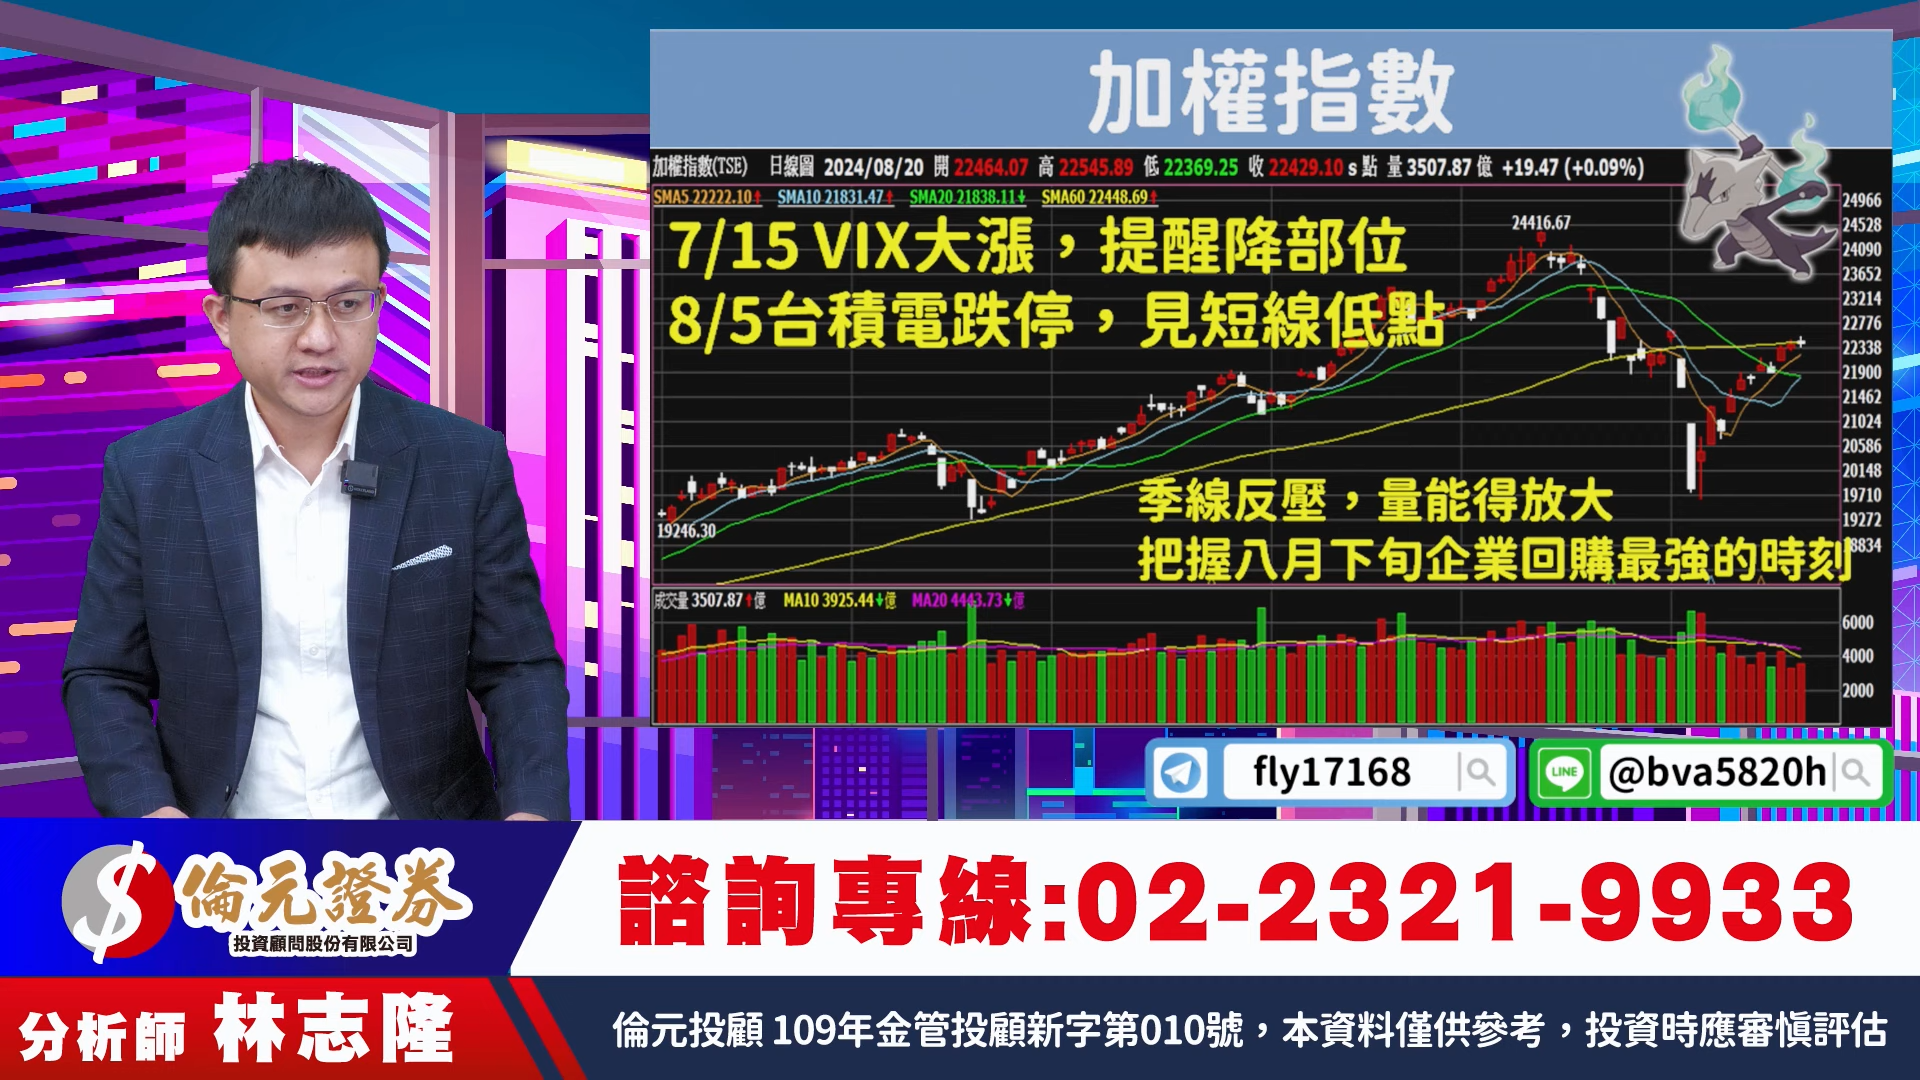 加權指數
加權指數(TSE) 日線圖 2024/08/20 開 22464.07 高 22545.89 低 22369.25 收 22429.10 s 點 量 3507.87 億 +19.47 (+0.09%)
SMA5 22222.10↑ SMA10 21831.47↑ SMA20 21838.11↓ SMA60 22448.69↑
7/15 VIX大漲，提醒降部位
8/5台積電跌停，見短線低點
24416.67
19246.30
季線反壓，量能得放大
把握八月下旬企業回購最強的時刻
24966
24528
24090
23652
23214
22776
22338
21900
21462
21024
20586
20148
19710
19272
18834
成交量 3507.87↑億 MA10 3925.44↓億 MA20 4443.73↓億
6000
4000
2000
fly17168
LINE
@bva5820h
倫元證券
投資顧問股份有限公司
諮詢專線:02-2321-9933
分析師 林志隆
倫元投顧 109年金管投顧新字第010號，本資料僅供參考，投資時應審慎評估